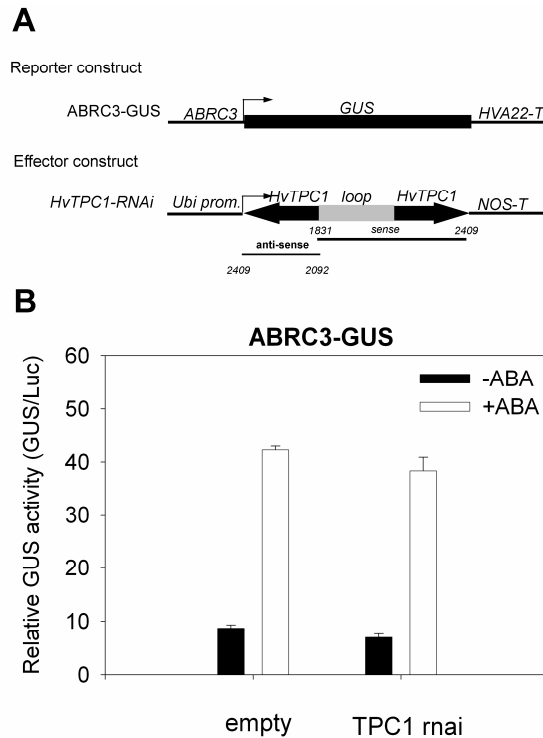 A
Reporter construct
ABRC3-GUS ABRC3 GUS HVA22-T
Effector construct
HvTPC1-RNAi Ubi prom. HvTPC1 loop HvTPC1 NOS-T
1831 sense 2409
anti-sense
2409 2092
B
ABRC3-GUS
Relative GUS activity (GUS/Luc)
60
50
40
30
20
10
0
-ABA
+ABA
empty TPC1 rnai